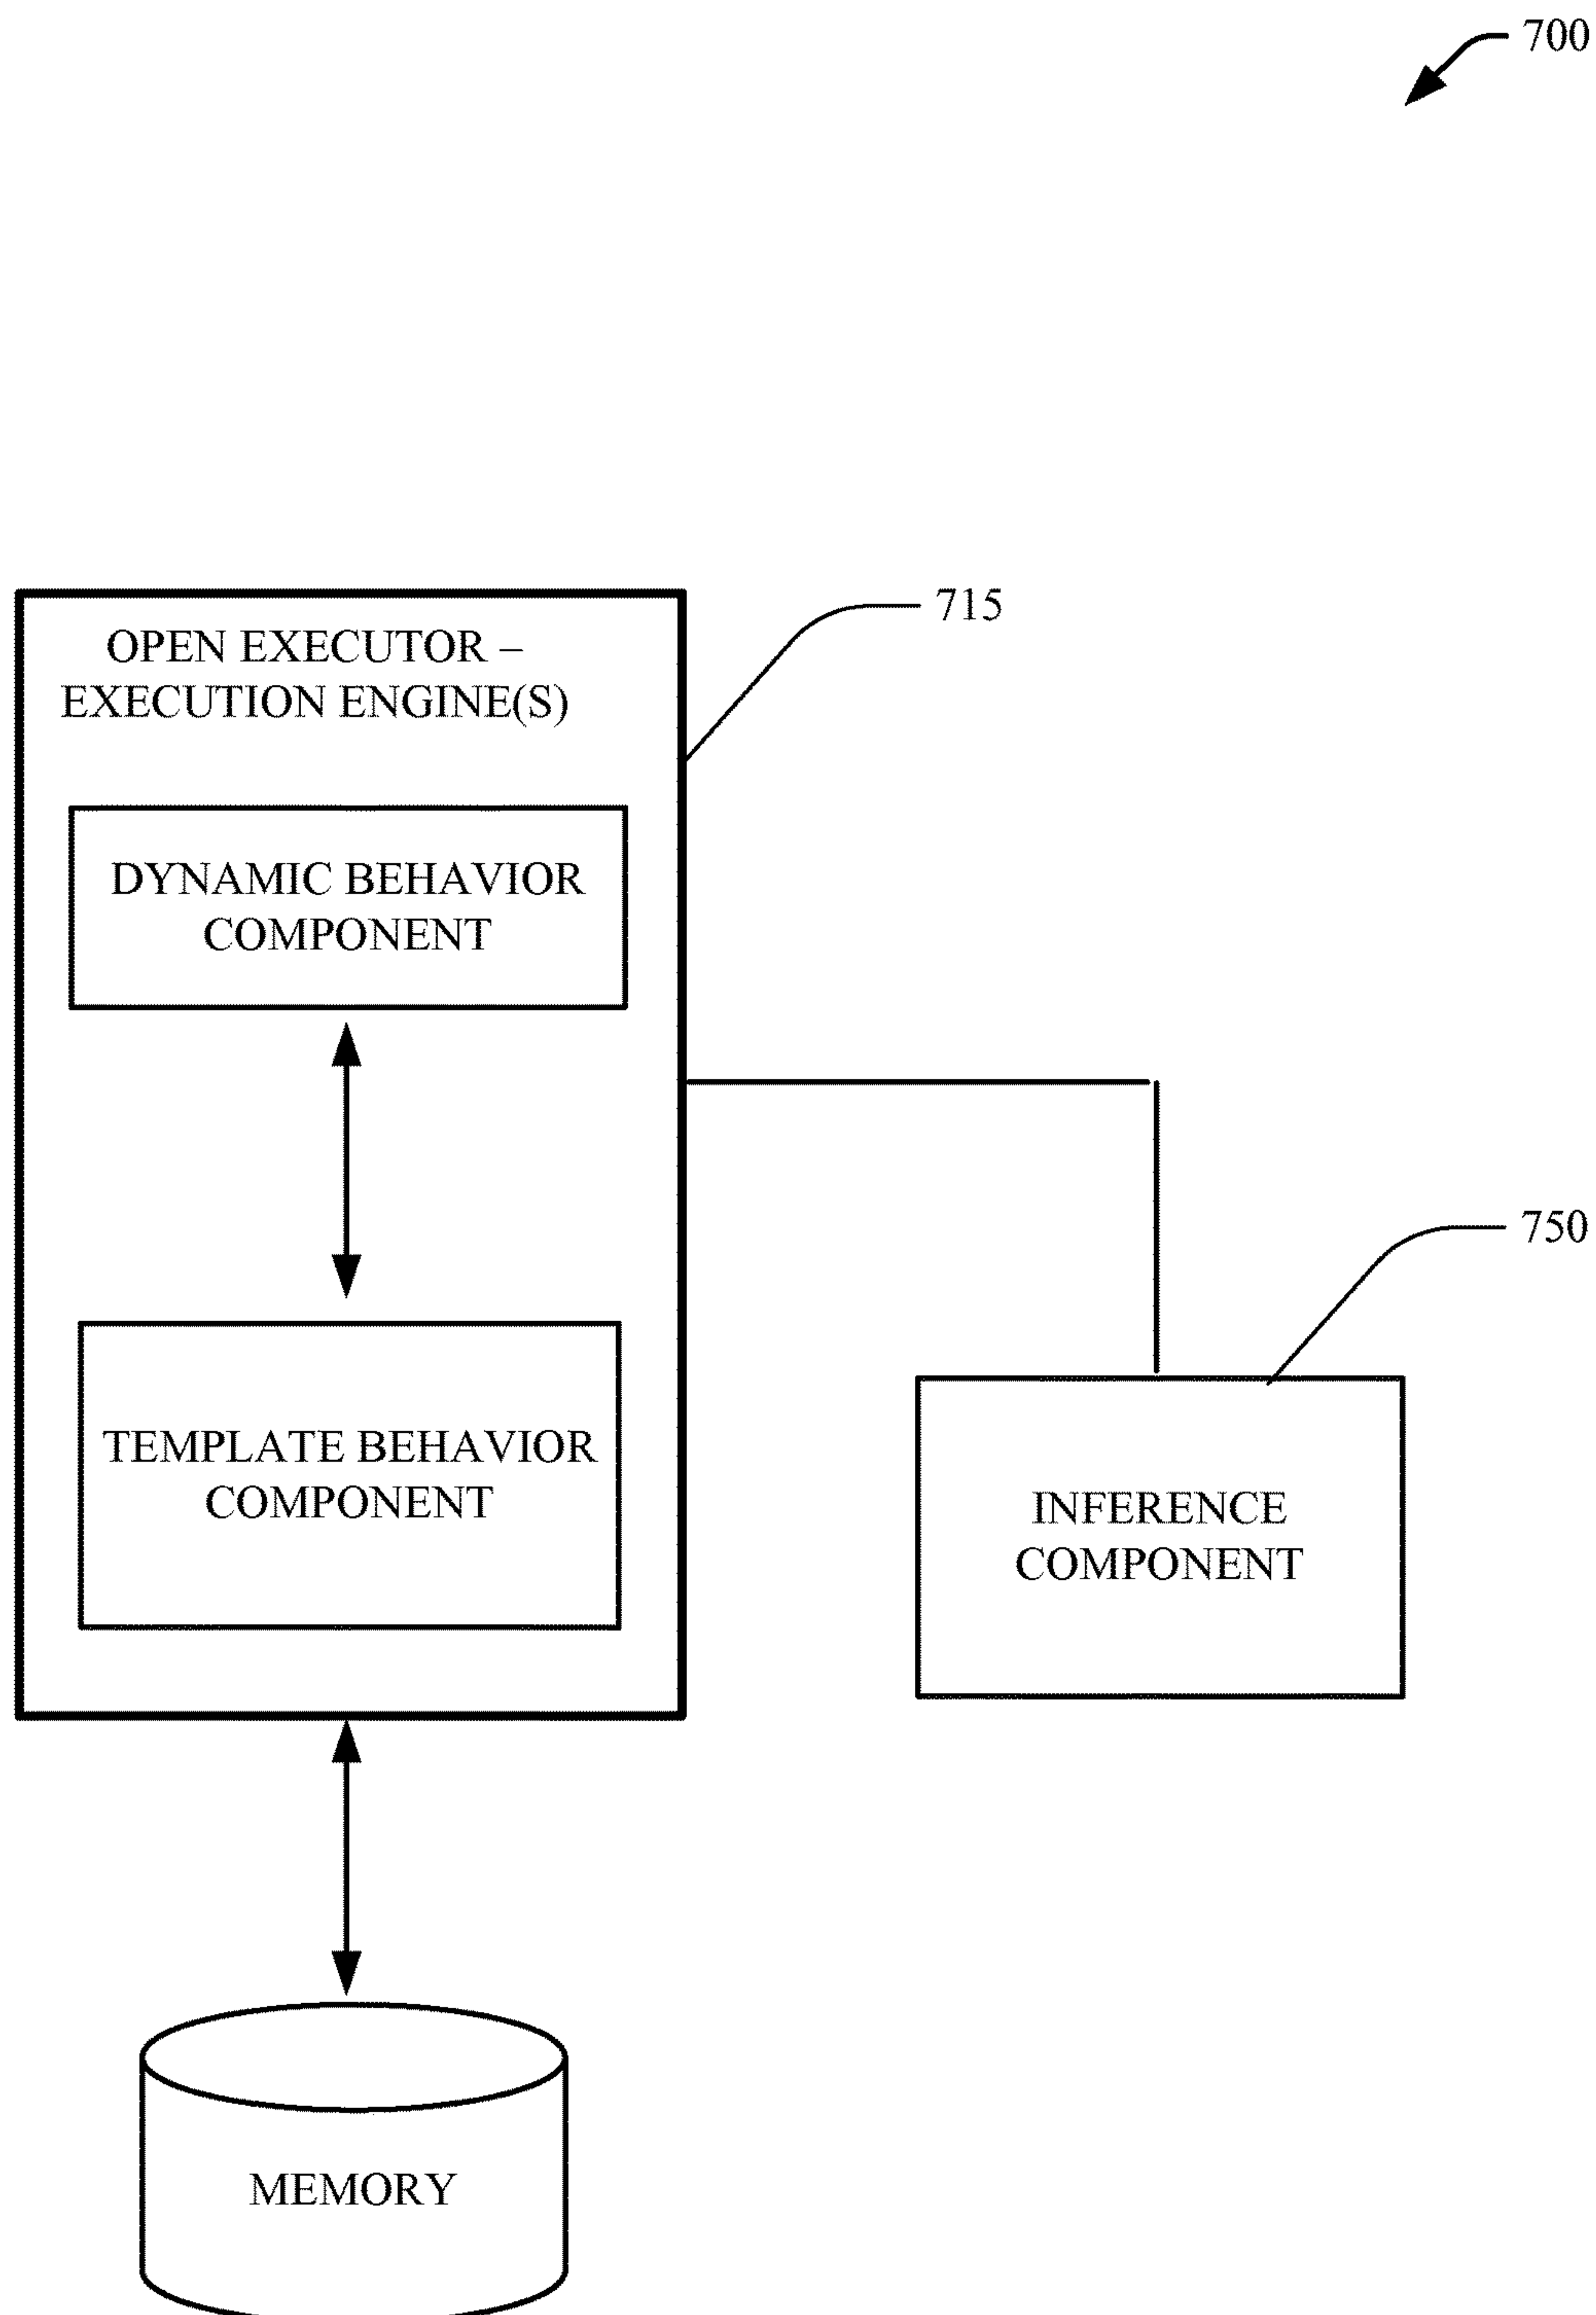 700
715
OPEN EXECUTOR –
EXECUTION ENGINE(S)
DYNAMIC BEHAVIOR
COMPONENT
750
TEMPLATE BEHAVIOR
COMPONENT
INFERENCE
COMPONENT
MEMORY